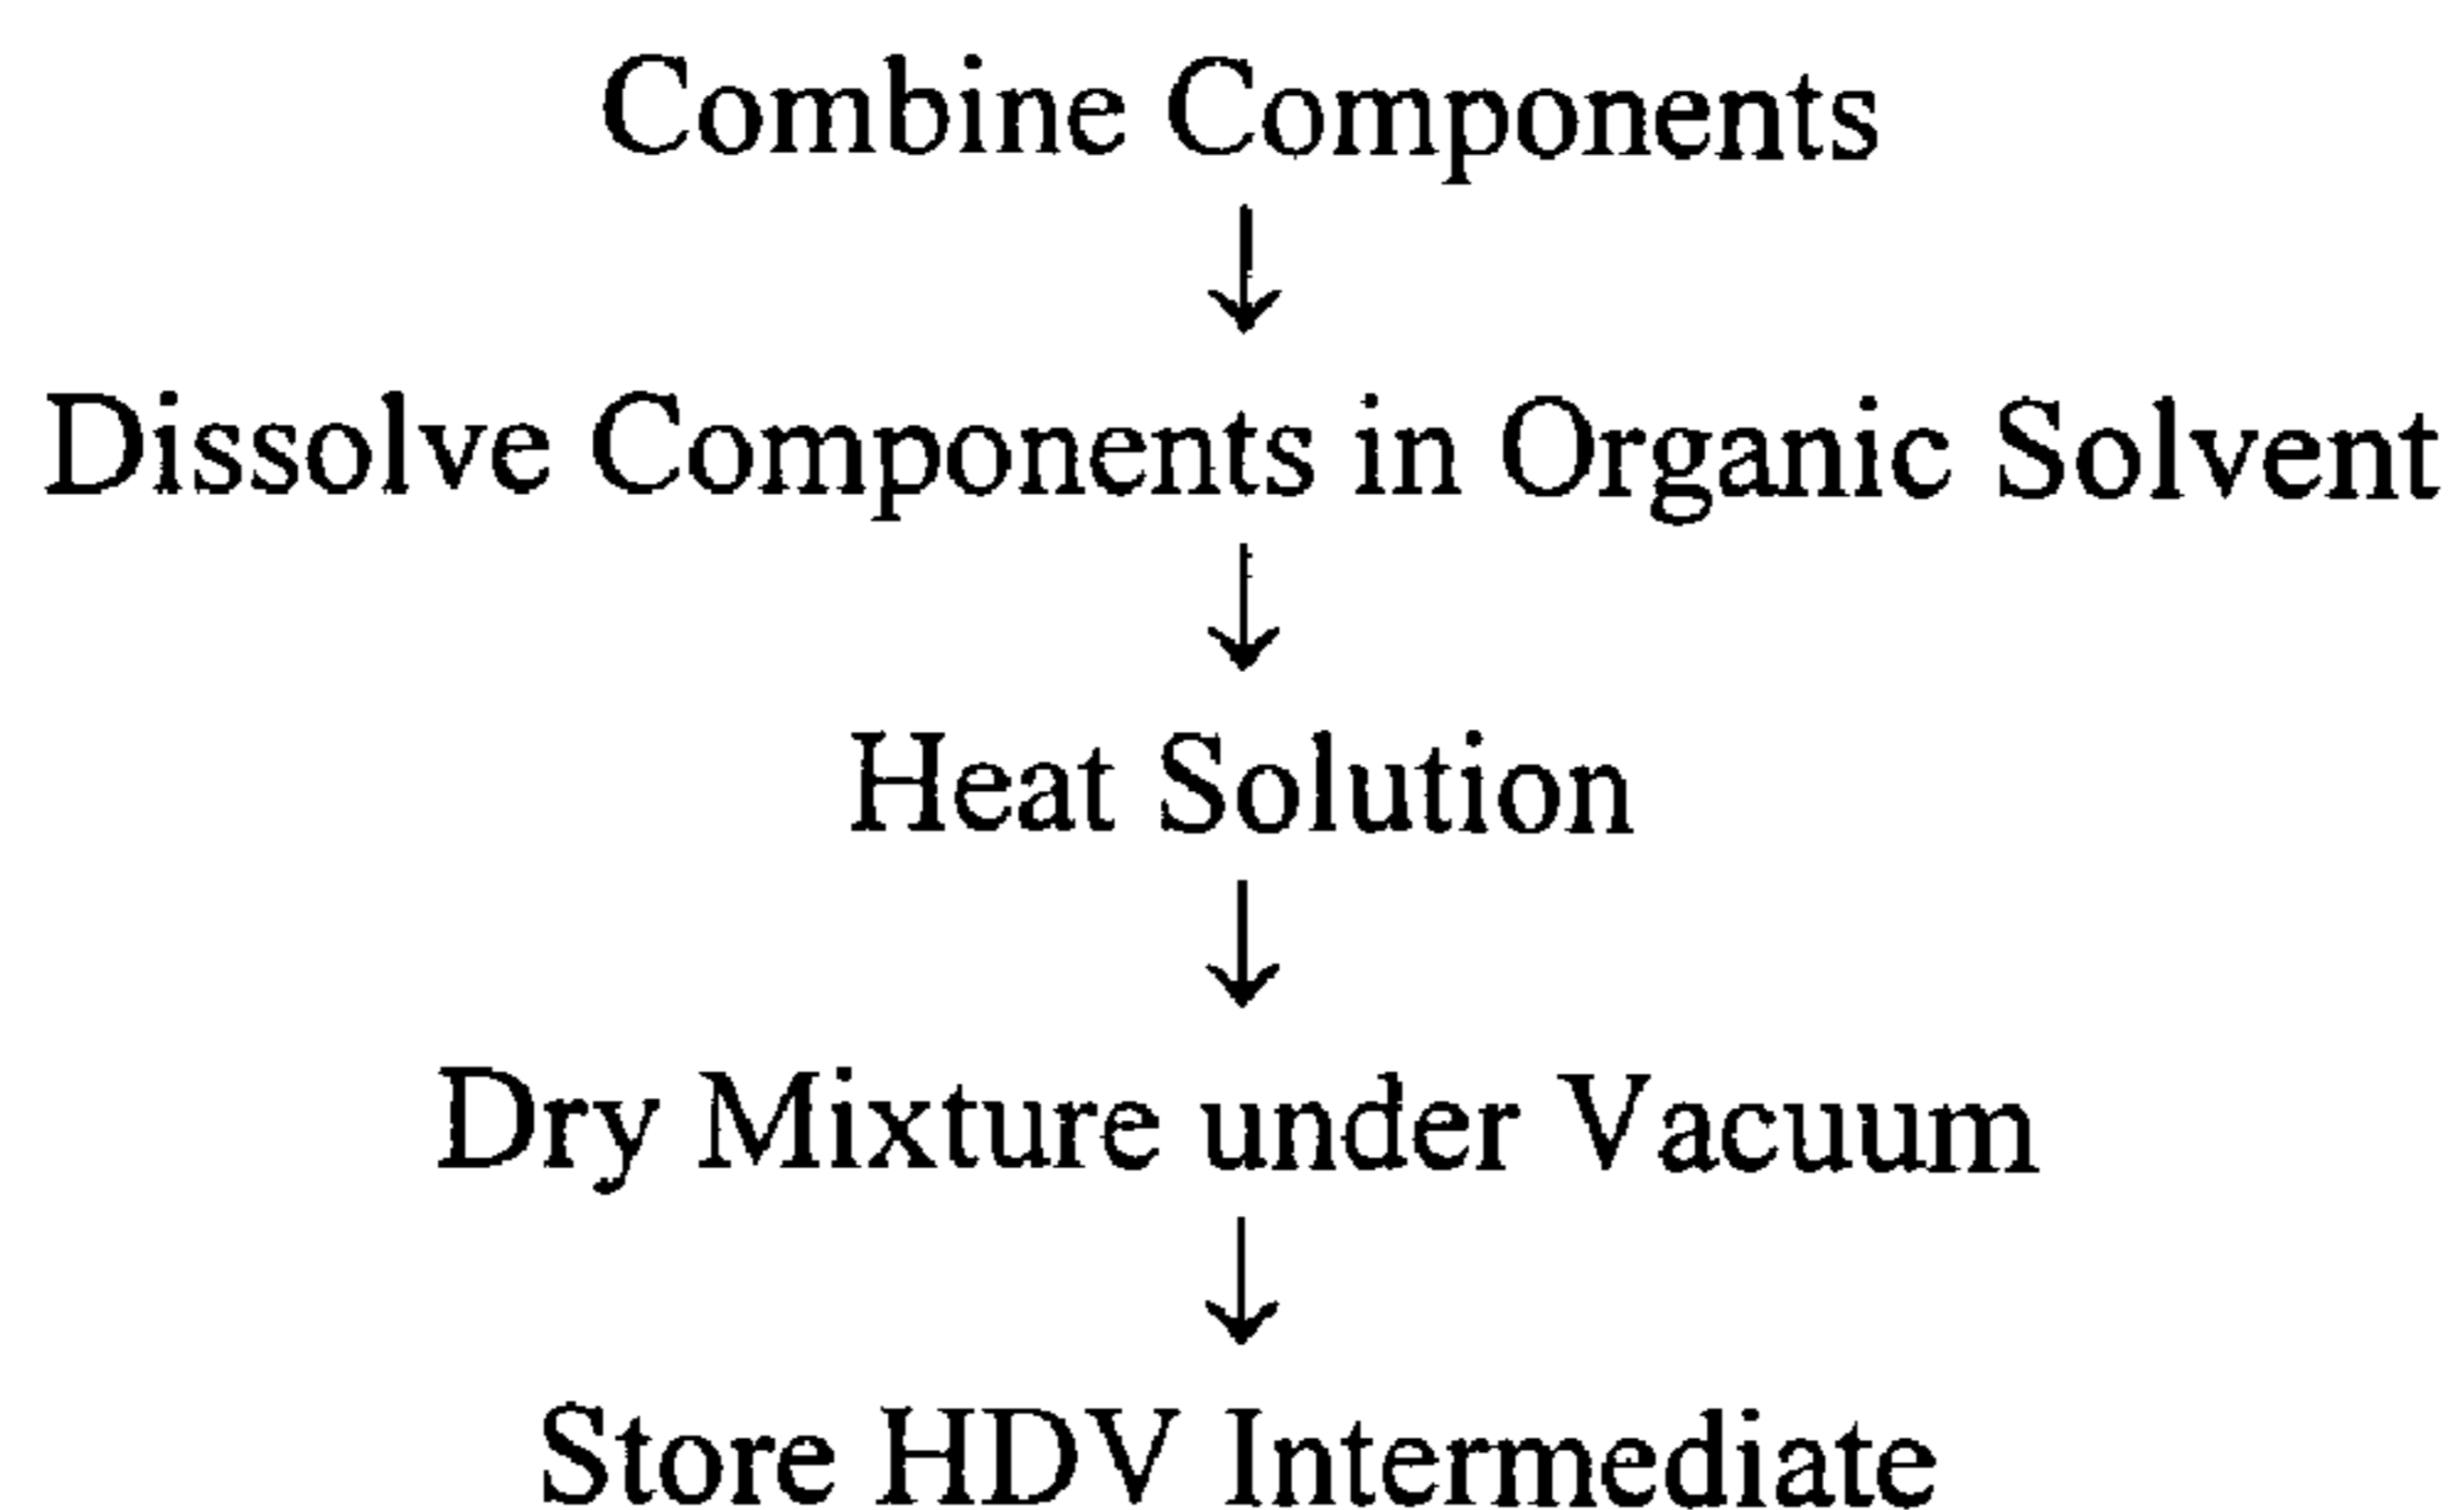 Combine Components
Dissolve Components in Organic Solvent
Heat Solution
Dry Mixture under Vacuum
Store HDV Intermediate